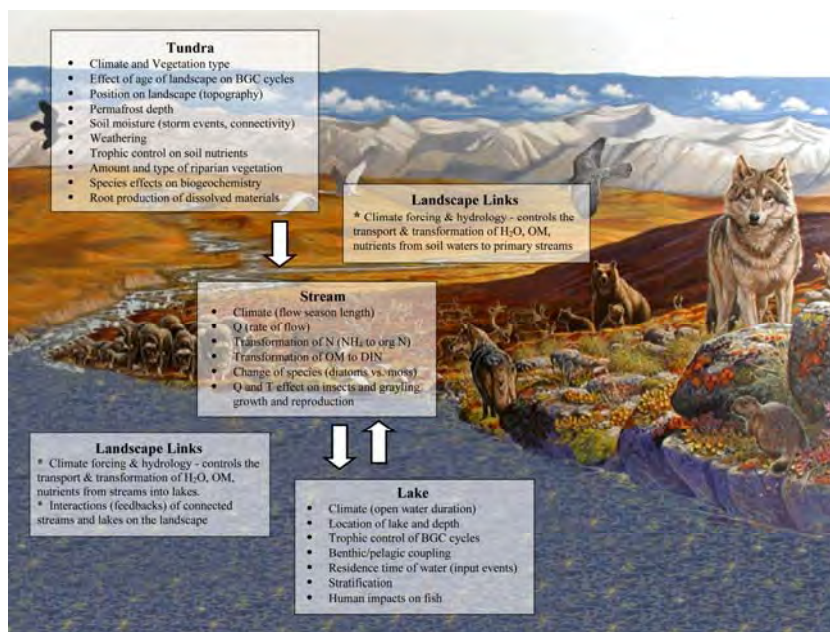 Tundra
• Climate and Vegetation type
• Effect of age of landscape on BGC cycles
• Position on landscape (topography)
• Permafrost depth
• Soil moisture (storm events, connectivity)
• Weathering
• Trophic control on soil nutrients
• Amount and type of riparian vegetation
• Species effects on biogeochemistry
• Root production of dissolved materials
Landscape Links
* Climate forcing & hydrology - controls the
transport & transformation of H₂O, OM,
nutrients from soil waters to primary streams
Stream
• Climate (flow season length)
• Q (rate of flow)
• Transformation of N (NH₄ to org N)
• Transformation of OM to DIN
• Change of species (diatoms vs. moss)
• Q and T effect on insects and grayling
growth and reproduction
Landscape Links
* Climate forcing & hydrology - controls the
transport & transformation of H₂O, OM,
nutrients from streams into lakes.
* Interactions (feedbacks) of connected
streams and lakes on the landscape
Lake
• Climate (open water duration)
• Location of lake and depth
• Trophic control of BGC cycles
• Benthic/pelagic coupling
• Residence time of water (input events)
• Stratification
• Human impacts on fish